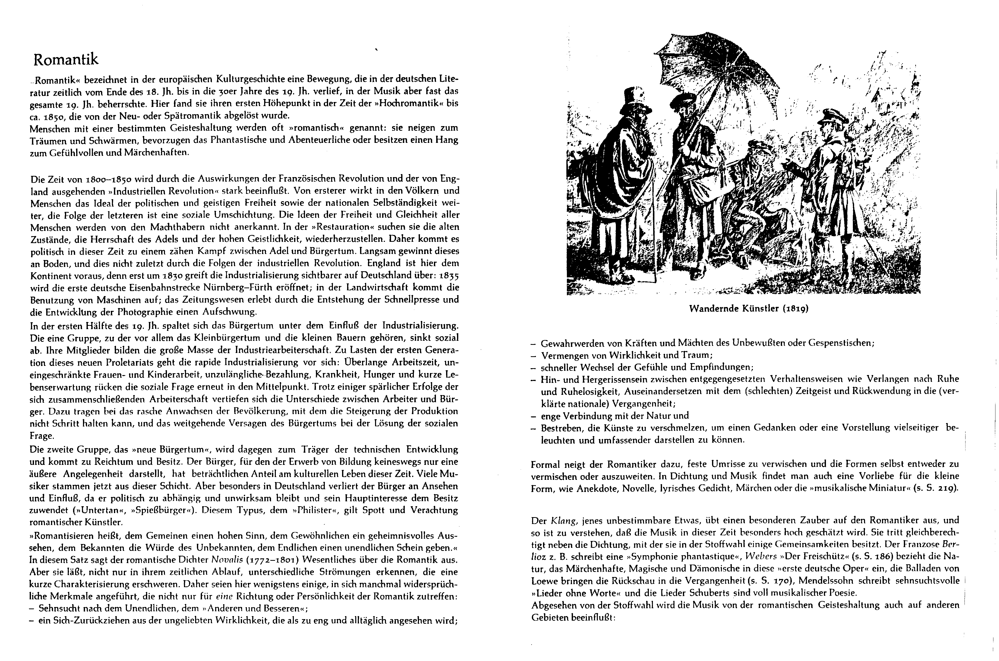 Romantik
„Romantik« bezeichnet in der europäischen Kulturgeschichte eine Bewegung, die in der deutschen Lite-
ratur zeitlich vom Ende des 18. Jh. bis in die 30er Jahre des 19. Jh. verlief, in der Musik aber fast das
gesamte 19. Jh. beherrschte. Hier fand sie ihren ersten Höhepunkt in der Zeit der »Hochromantik« bis
ca. 1850, die von der Neu- oder Spätromantik abgelöst wurde.
Menschen mit einer bestimmten Geisteshaltung werden oft »romantisch« genannt: sie neigen zum
Träumen und Schwärmen, bevorzugen das Phantastische und Abenteuerliche oder besitzen einen Hang
zum Gefühlvollen und Märchenhaften.
Die Zeit von 1800–1850 wird durch die Auswirkungen der Französischen Revolution und der von Eng-
land ausgehenden »Industriellen Revolution« stark beeinflußt. Von ersterer wirkt in den Völkern und
Menschen das Ideal der politischen und geistigen Freiheit sowie der nationalen Selbständigkeit wei-
ter, die Folge der letzteren ist eine soziale Umschichtung. Die Ideen der Freiheit und Gleichheit aller
Menschen werden von den Machthabern nicht anerkannt. In der »Restauration« suchen sie die alten
Zustände, die Herrschaft des Adels und der hohen Geistlichkeit, wiederherzustellen. Daher kommt es
politisch in dieser Zeit zu einem zähen Kampf zwischen Adel und Bürgertum. Langsam gewinnt dieses
an Boden, und dies nicht zuletzt durch die Folgen der industriellen Revolution. England ist hier dem
Kontinent voraus, denn erst um 1830 greift die Industrialisierung sichtbarer auf Deutschland über: 1835
wird die erste deutsche Eisenbahnstrecke Nürnberg–Fürth eröffnet; in der Landwirtschaft kommt die
Benutzung von Maschinen auf; das Zeitungswesen erlebt durch die Entstehung der Schnellpresse und
die Entwicklung der Photographie einen Aufschwung.
In der ersten Hälfte des 19. Jh. spaltet sich das Bürgertum unter dem Einfluß der Industrialisierung.
Die eine Gruppe, zu der vor allem das Kleinbürgertum und die kleinen Bauern gehören, sinkt sozial
ab. Ihre Mitglieder bilden die große Masse der Industriearbeiterschaft. Zu Lasten der ersten Genera-
tion dieses neuen Proletariats geht die rapide Industrialisierung vor sich: Überlange Arbeitszeit, un-
eingeschränkte Frauen- und Kinderarbeit, unzulängliche Bezahlung, Krankheit, Hunger und kurze Le-
benserwartung rücken die soziale Frage erneut in den Mittelpunkt. Trotz einiger spärlicher Erfolge der
sich zusammenschließenden Arbeiterschaft vertiefen sich die Unterschiede zwischen Arbeiter und Bür-
ger. Dazu tragen bei das rasche Anwachsen der Bevölkerung, mit dem die Steigerung der Produktion
nicht Schritt halten kann, und das weitgehende Versagen des Bürgertums bei der Lösung der sozialen
Frage.
Die zweite Gruppe, das »neue Bürgertum«, wird dagegen zum Träger der technischen Entwicklung
und kommt zu Reichtum und Besitz. Der Bürger, für den der Erwerb von Bildung keineswegs nur eine
äußere Angelegenheit darstellt, hat beträchtlichen Anteil am kulturellen Leben dieser Zeit. Viele Mu-
siker stammen jetzt aus dieser Schicht. Aber besonders in Deutschland verliert der Bürger an Ansehen
und Einfluß, da er politisch zu abhängig und unwirksam bleibt und sein Hauptinteresse dem Besitz
zuwendet (»Untertan«, »Spießbürger«). Diesem Typus, dem »Philister«, gilt Spott und Verachtung
romantischer Künstler.
»Romantisieren heißt, dem Gemeinen einen hohen Sinn, dem Gewöhnlichen ein geheimnisvolles Aus-
sehen, dem Bekannten die Würde des Unbekannten, dem Endlichen einen unendlichen Schein geben.«
In diesem Satz sagt der romantische Dichter Novalis (1772–1801) Wesentliches über die Romantik aus.
Aber sie läßt, nicht nur in ihrem zeitlichen Ablauf, unterschiedliche Strömungen erkennen, die eine
kurze Charakterisierung erschweren. Daher seien hier wenigstens einige, in sich manchmal widersprüch-
liche Merkmale angeführt, die nicht nur für eine Richtung oder Persönlichkeit der Romantik zutreffen:
– Sehnsucht nach dem Unendlichen, dem »Anderen und Besseren«;
– ein Sich-Zurückziehen aus der ungeliebten Wirklichkeit, die als zu eng und alltäglich angesehen wird;
Wandernde Künstler (1819)
– Gewahrwerden von Kräften und Mächten des Unbewußten oder Gespenstischen;
– Vermengen von Wirklichkeit und Traum;
– schneller Wechsel der Gefühle und Empfindungen;
– Hin- und Hergerissensein zwischen entgegengesetzten Verhaltensweisen wie Verlangen nach Ruhe
und Ruhelosigkeit, Auseinandersetzen mit dem (schlechten) Zeitgeist und Rückwendung in die (ver-
klärte nationale) Vergangenheit;
– enge Verbindung mit der Natur und
– Bestreben, die Künste zu verschmelzen, um einen Gedanken oder eine Vorstellung vielseitiger be-
leuchten und umfassender darstellen zu können.
Formal neigt der Romantiker dazu, feste Umrisse zu verwischen und die Formen selbst entweder zu
vermischen oder auszuweiten. In Dichtung und Musik findet man auch eine Vorliebe für die kleine
Form, wie Anekdote, Novelle, lyrisches Gedicht, Märchen oder die »musikalische Miniatur« (s. S. 219).
Der Klang, jenes unbestimmbare Etwas, übt einen besonderen Zauber auf den Romantiker aus, und
so ist zu verstehen, daß die Musik in dieser Zeit besonders hoch geschätzt wird. Sie tritt gleichberech-
tigt neben die Dichtung, mit der sie in der Stoffwahl einige Gemeinsamkeiten besitzt. Der Franzose Ber-
lioz z. B. schreibt eine »Symphonie phantastique«, Webers »Der Freischütz« (s. S. 186) bezieht die Na-
tur, das Märchenhafte, Magische und Dämonische in diese »erste deutsche Oper« ein, die Balladen von
Loewe bringen die Rückschau in die Vergangenheit (s. S. 170), Mendelssohn schreibt sehnsuchtsvolle
»Lieder ohne Worte« und die Lieder Schuberts sind voll musikalischer Poesie.
Abgesehen von der Stoffwahl wird die Musik von der romantischen Geisteshaltung auch auf anderen
Gebieten beeinflußt: